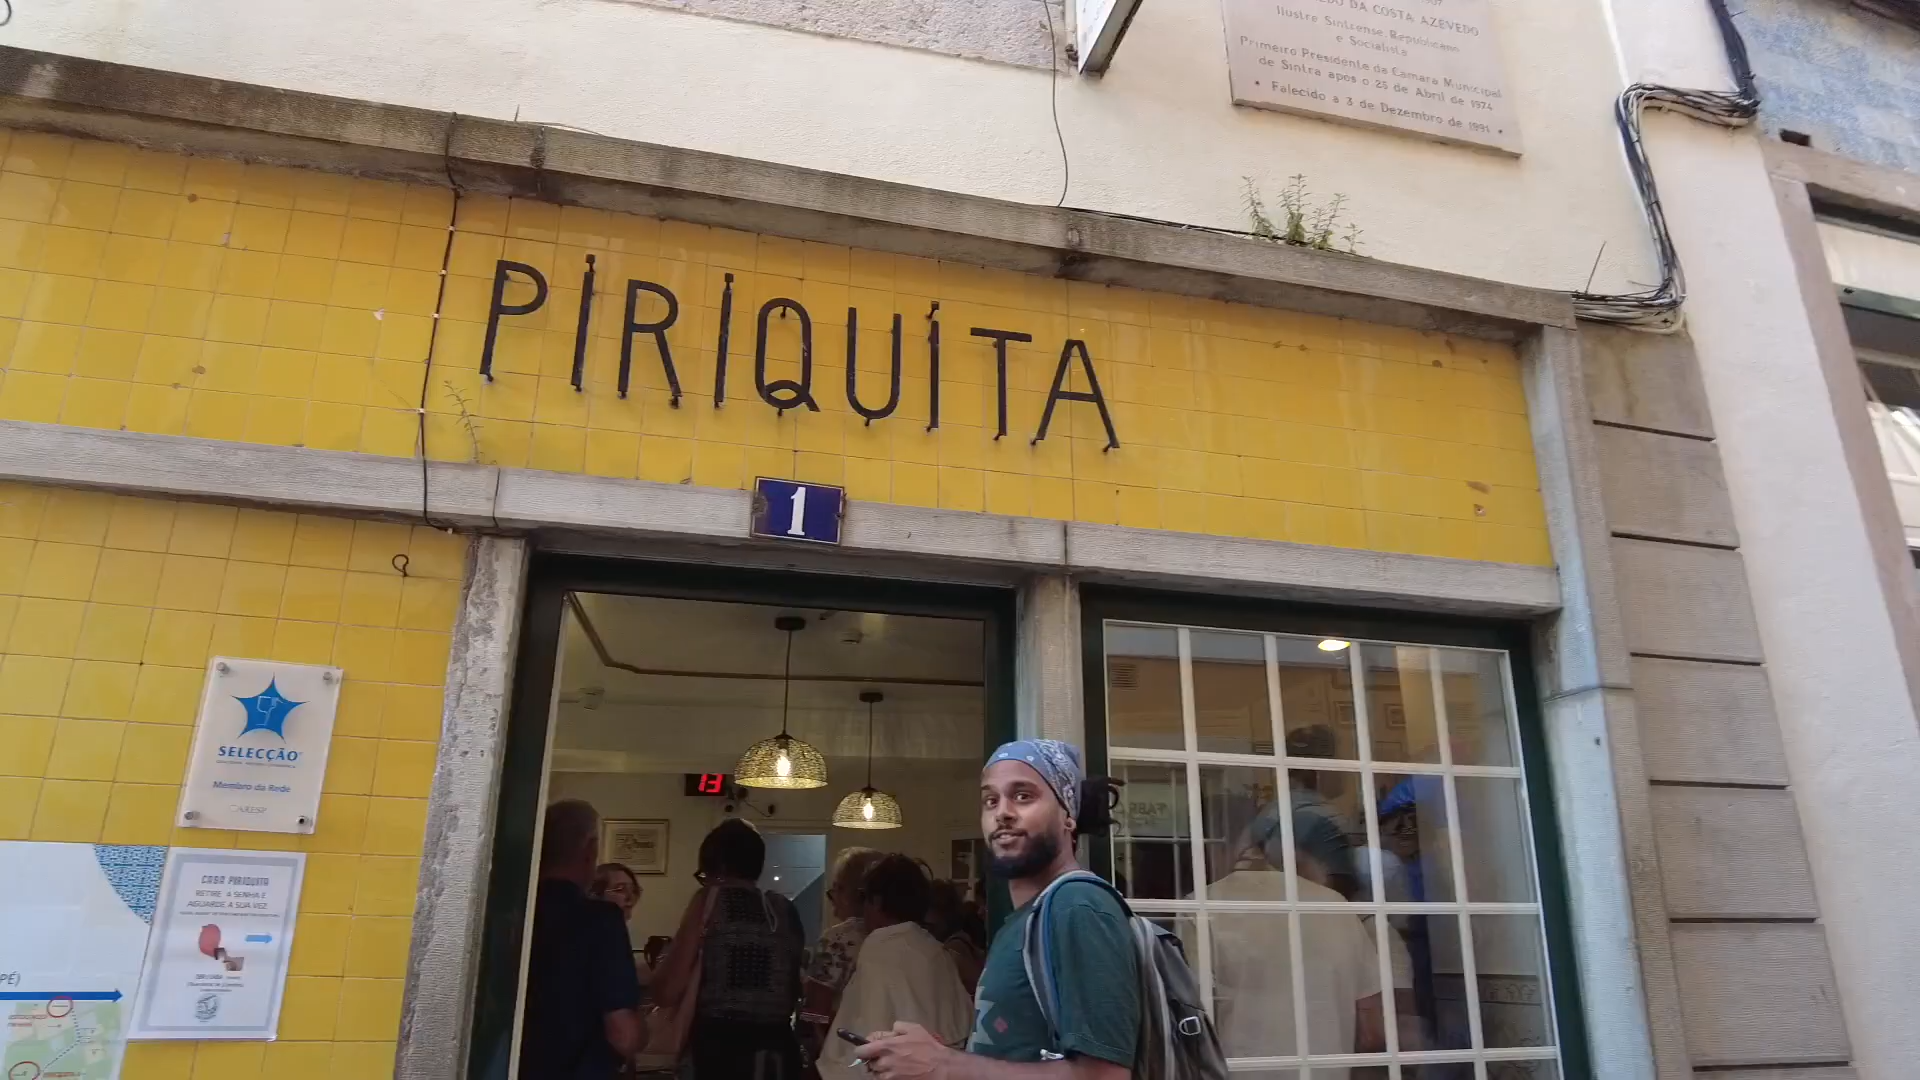 DA COSTA AZEVEDO
Ilustre Sintrense, Republicano
e Socialista
Primeiro Presidente da Camara Municipal
de Sintra apos o 25 de Abril de 1974
• Falecido a 3 de Dezembro de 1991 •
PIRIQUITA
1
SELECÇÃO
Membro da Rede
ARESP
13
CASA PIRIQUITA
RETIRE A SENHA E
AGUARDE A SUA VEZ
PÉ)